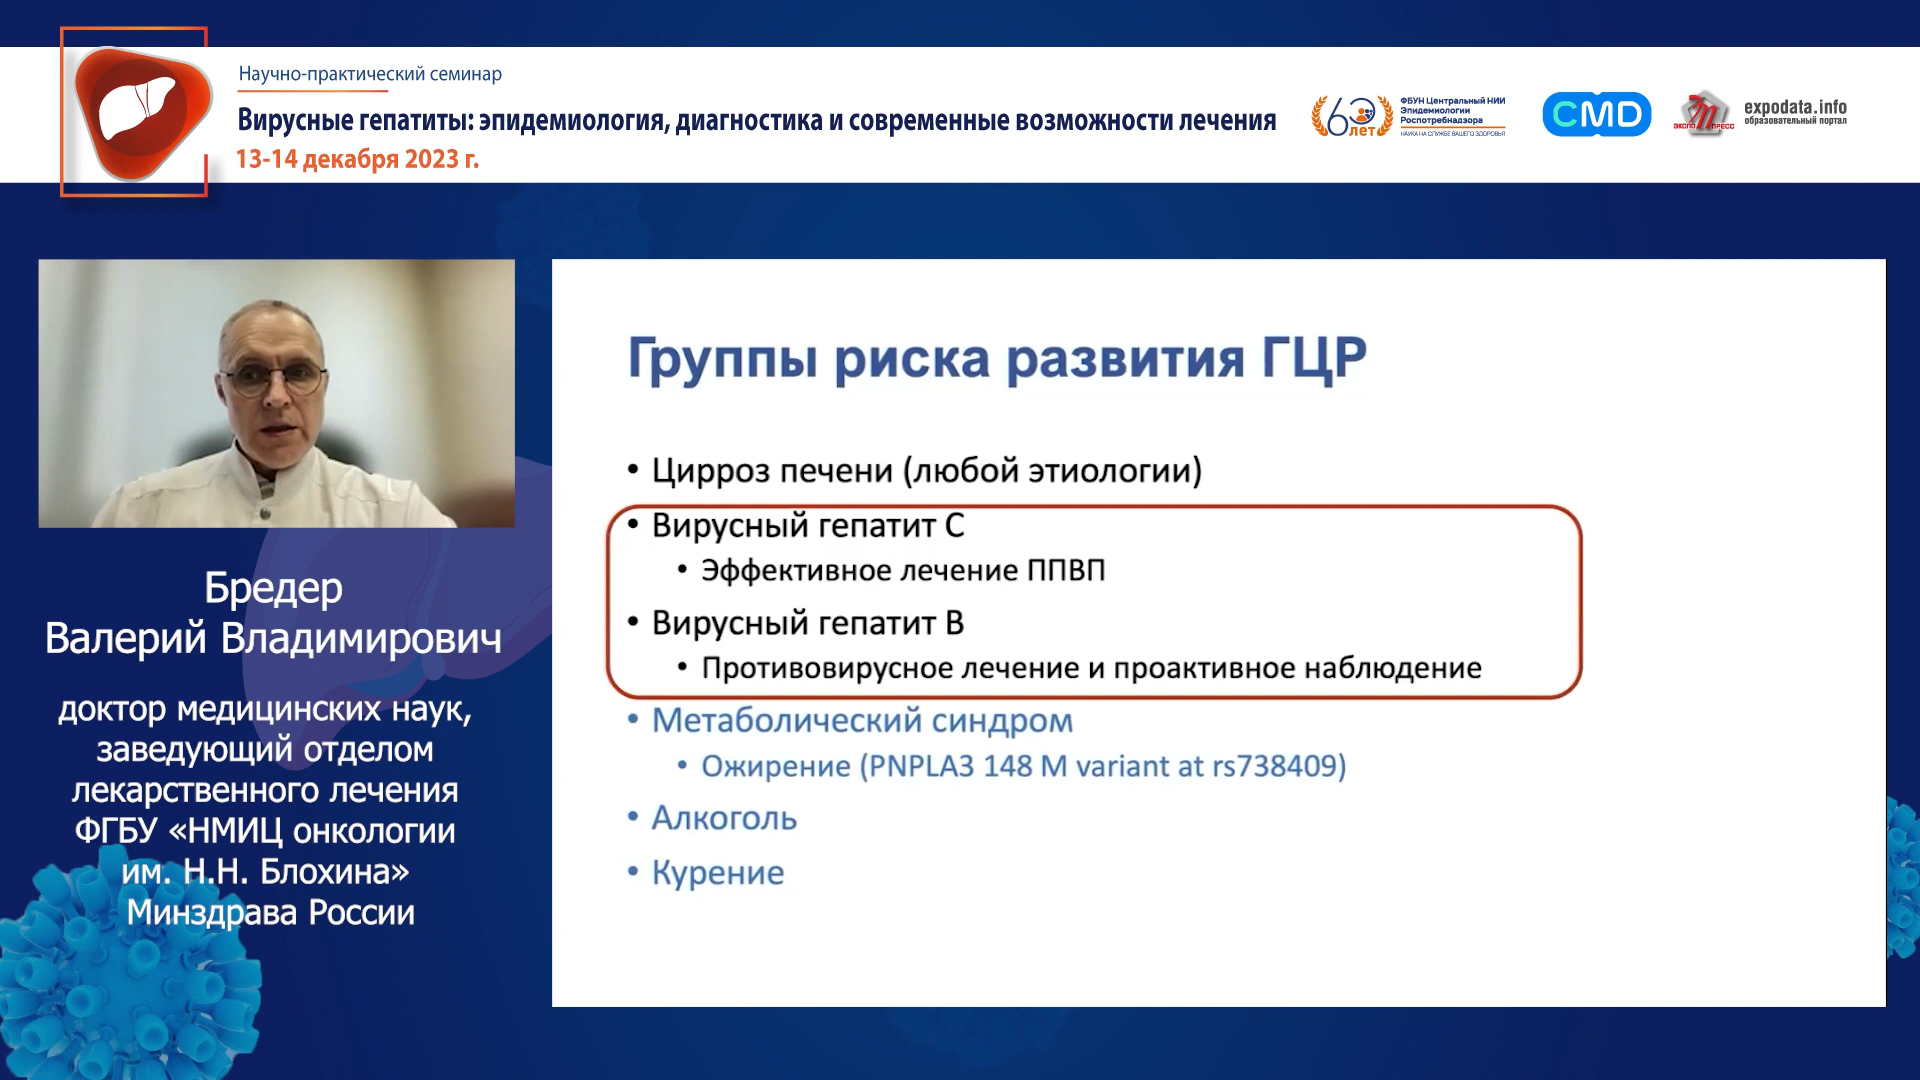 Научно-практический семинар
Вирусные гепатиты: эпидемиология, диагностика и современные возможности лечения
13-14 декабря 2023 г.
60 лет
ФБУН Центральный НИИ
Эпидемиологии
Роспотребнадзора
НАУКА НА СЛУЖБЕ ВАШЕГО ЗДОРОВЬЯ
CMD
ЭКСПО ПРЕСС
expodata.info
образовательный портал
Бредер
Валерий Владимирович
доктор медицинских наук,
заведующий отделом
лекарственного лечения
ФГБУ «НМИЦ онкологии
им. Н.Н. Блохина»
Минздрава России
Группы риска развития ГЦР
• Цирроз печени (любой этиологии)
• Вирусный гепатит С
• Эффективное лечение ППВП
• Вирусный гепатит В
• Противовирусное лечение и проактивное наблюдение
• Метаболический синдром
• Ожирение (PNPLA3 148 M variant at rs738409)
• Алкоголь
• Курение